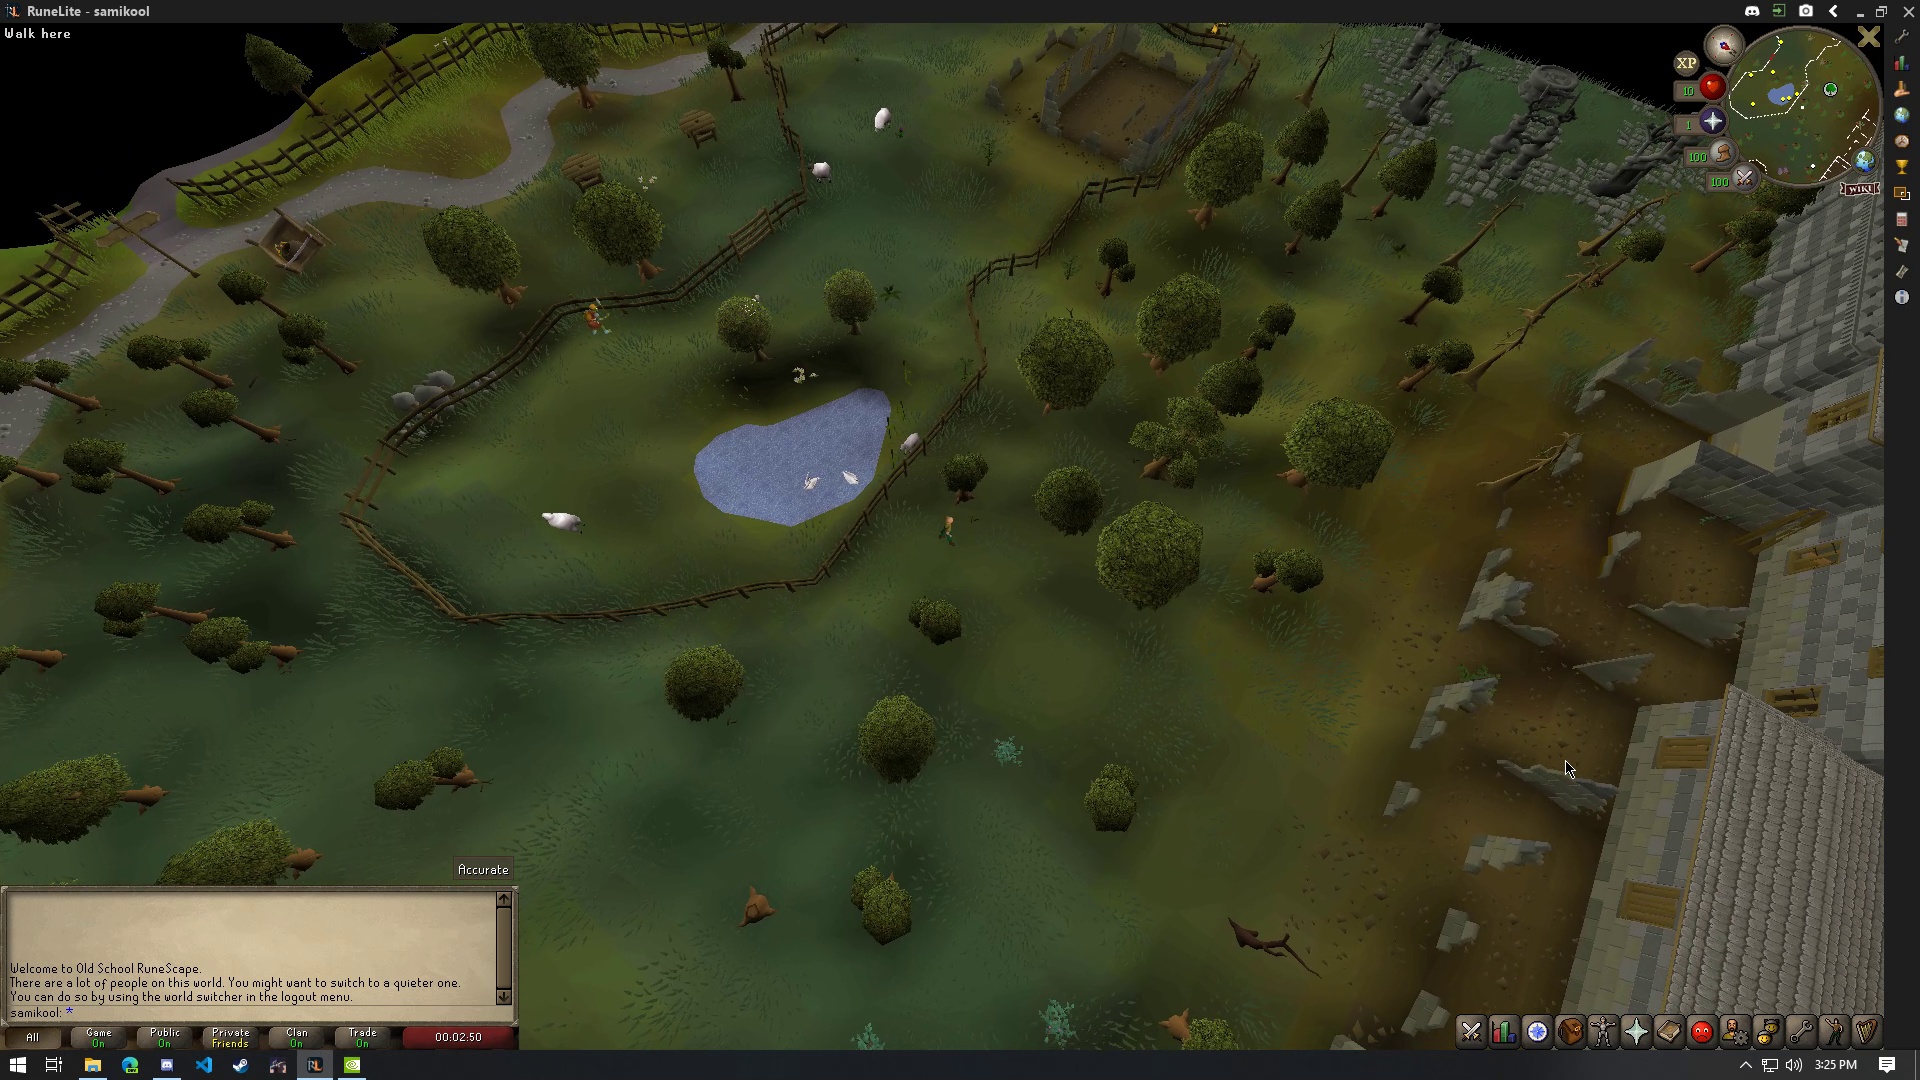 RuneLite - samikool
Walk here
XP
10
1
100
100
WIKI
Accurate
Welcome to Old School RuneScape.
There are a lot of people on this world. You might want to switch to a quieter one.
You can do so by using the world switcher in the logout menu.
samikool: *
All
Game
On
Public
On
Private
Friends
Clan
On
Trade
On
00:02:50
3:25 PM